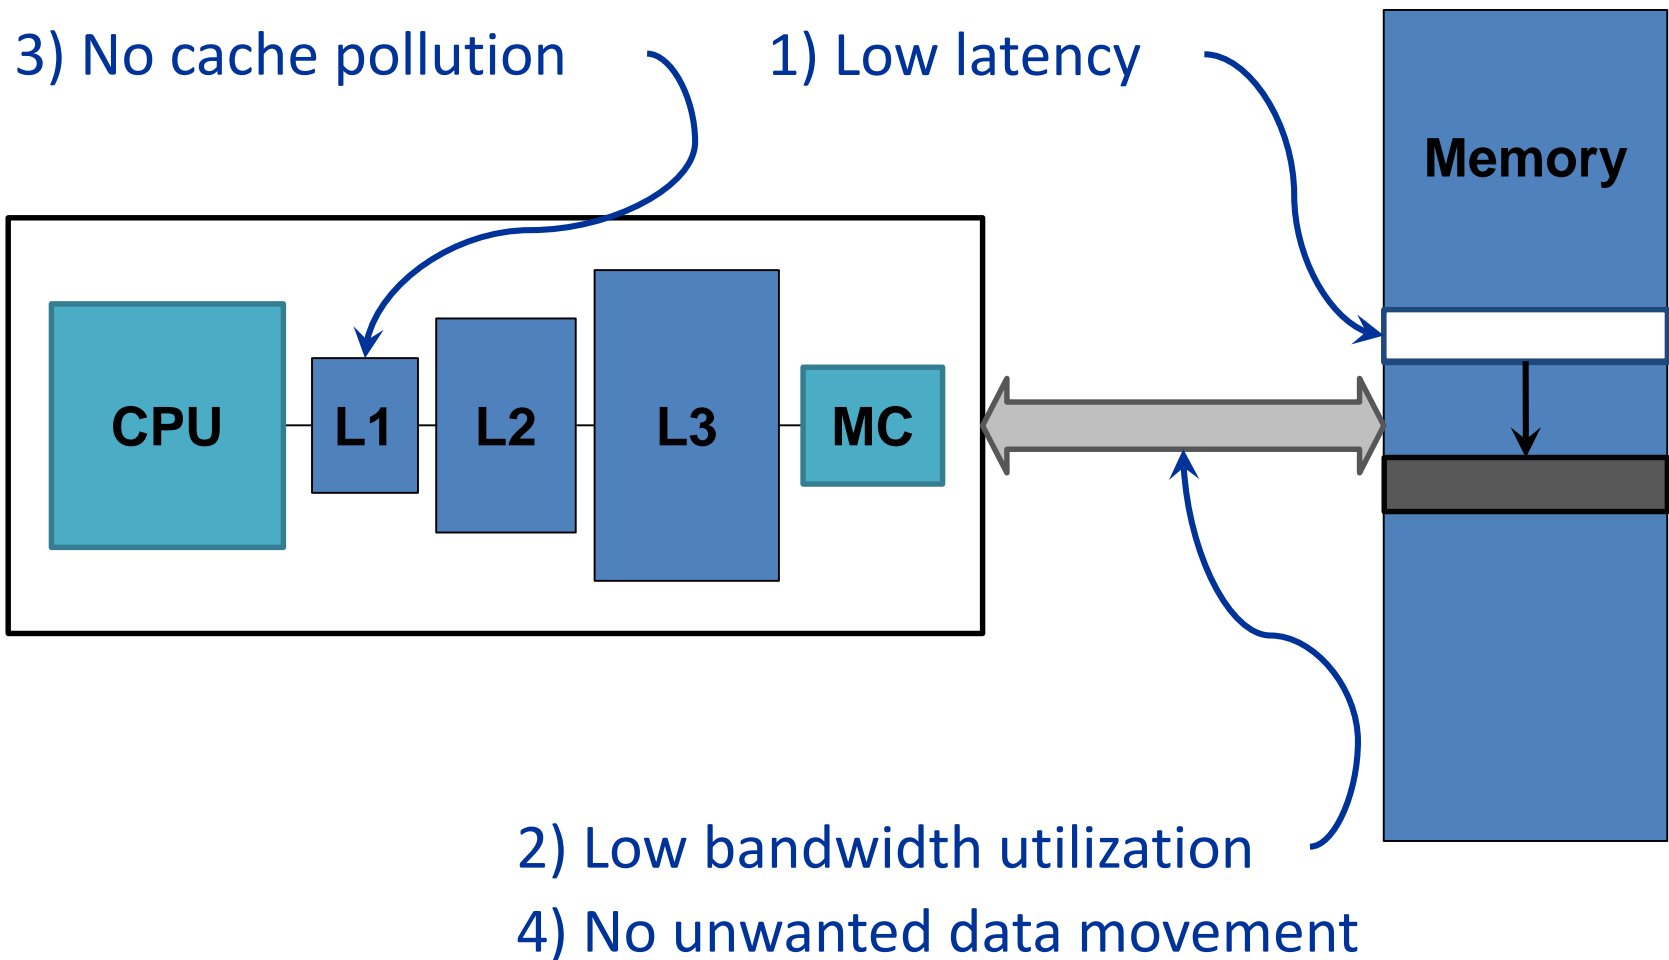 3) No cache pollution
1) Low latency
Memory
CPU
L1
L2
L3
MC
2) Low bandwidth utilization
4) No unwanted data movement